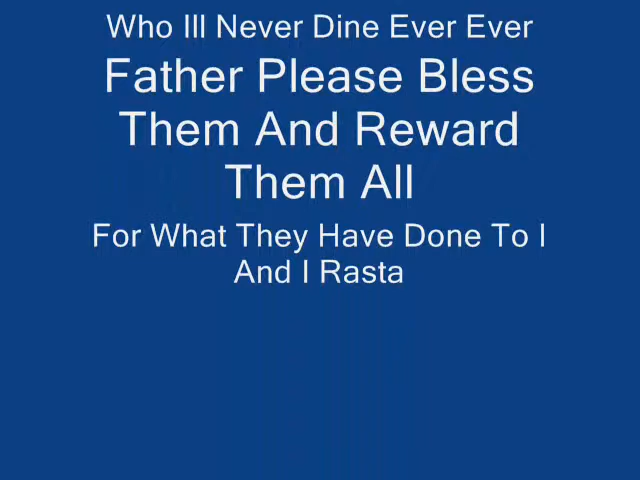 Who Ill Never Dine Ever Ever
Father Please Bless
Them And Reward
Them All
For What They Have Done To I
And I Rasta